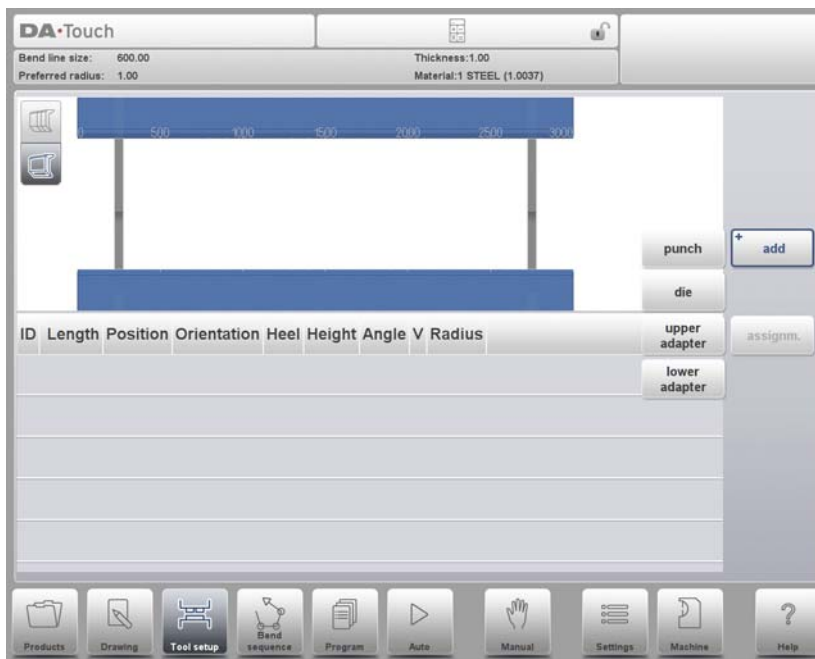 DA·Touch
Bend line size: 600.00 Thickness:1.00
Preferred radius: 1.00 Material:1 STEEL (1.0037)
0 500 1000 1500 2000 2500 3000
punch
+ add
die
ID Length Position Orientation Heel Height Angle V Radius
upper
adapter
assignm.
lower
adapter
Products Drawing Tool setup Bend
sequence Program Auto Manual Settings Machine ? Help